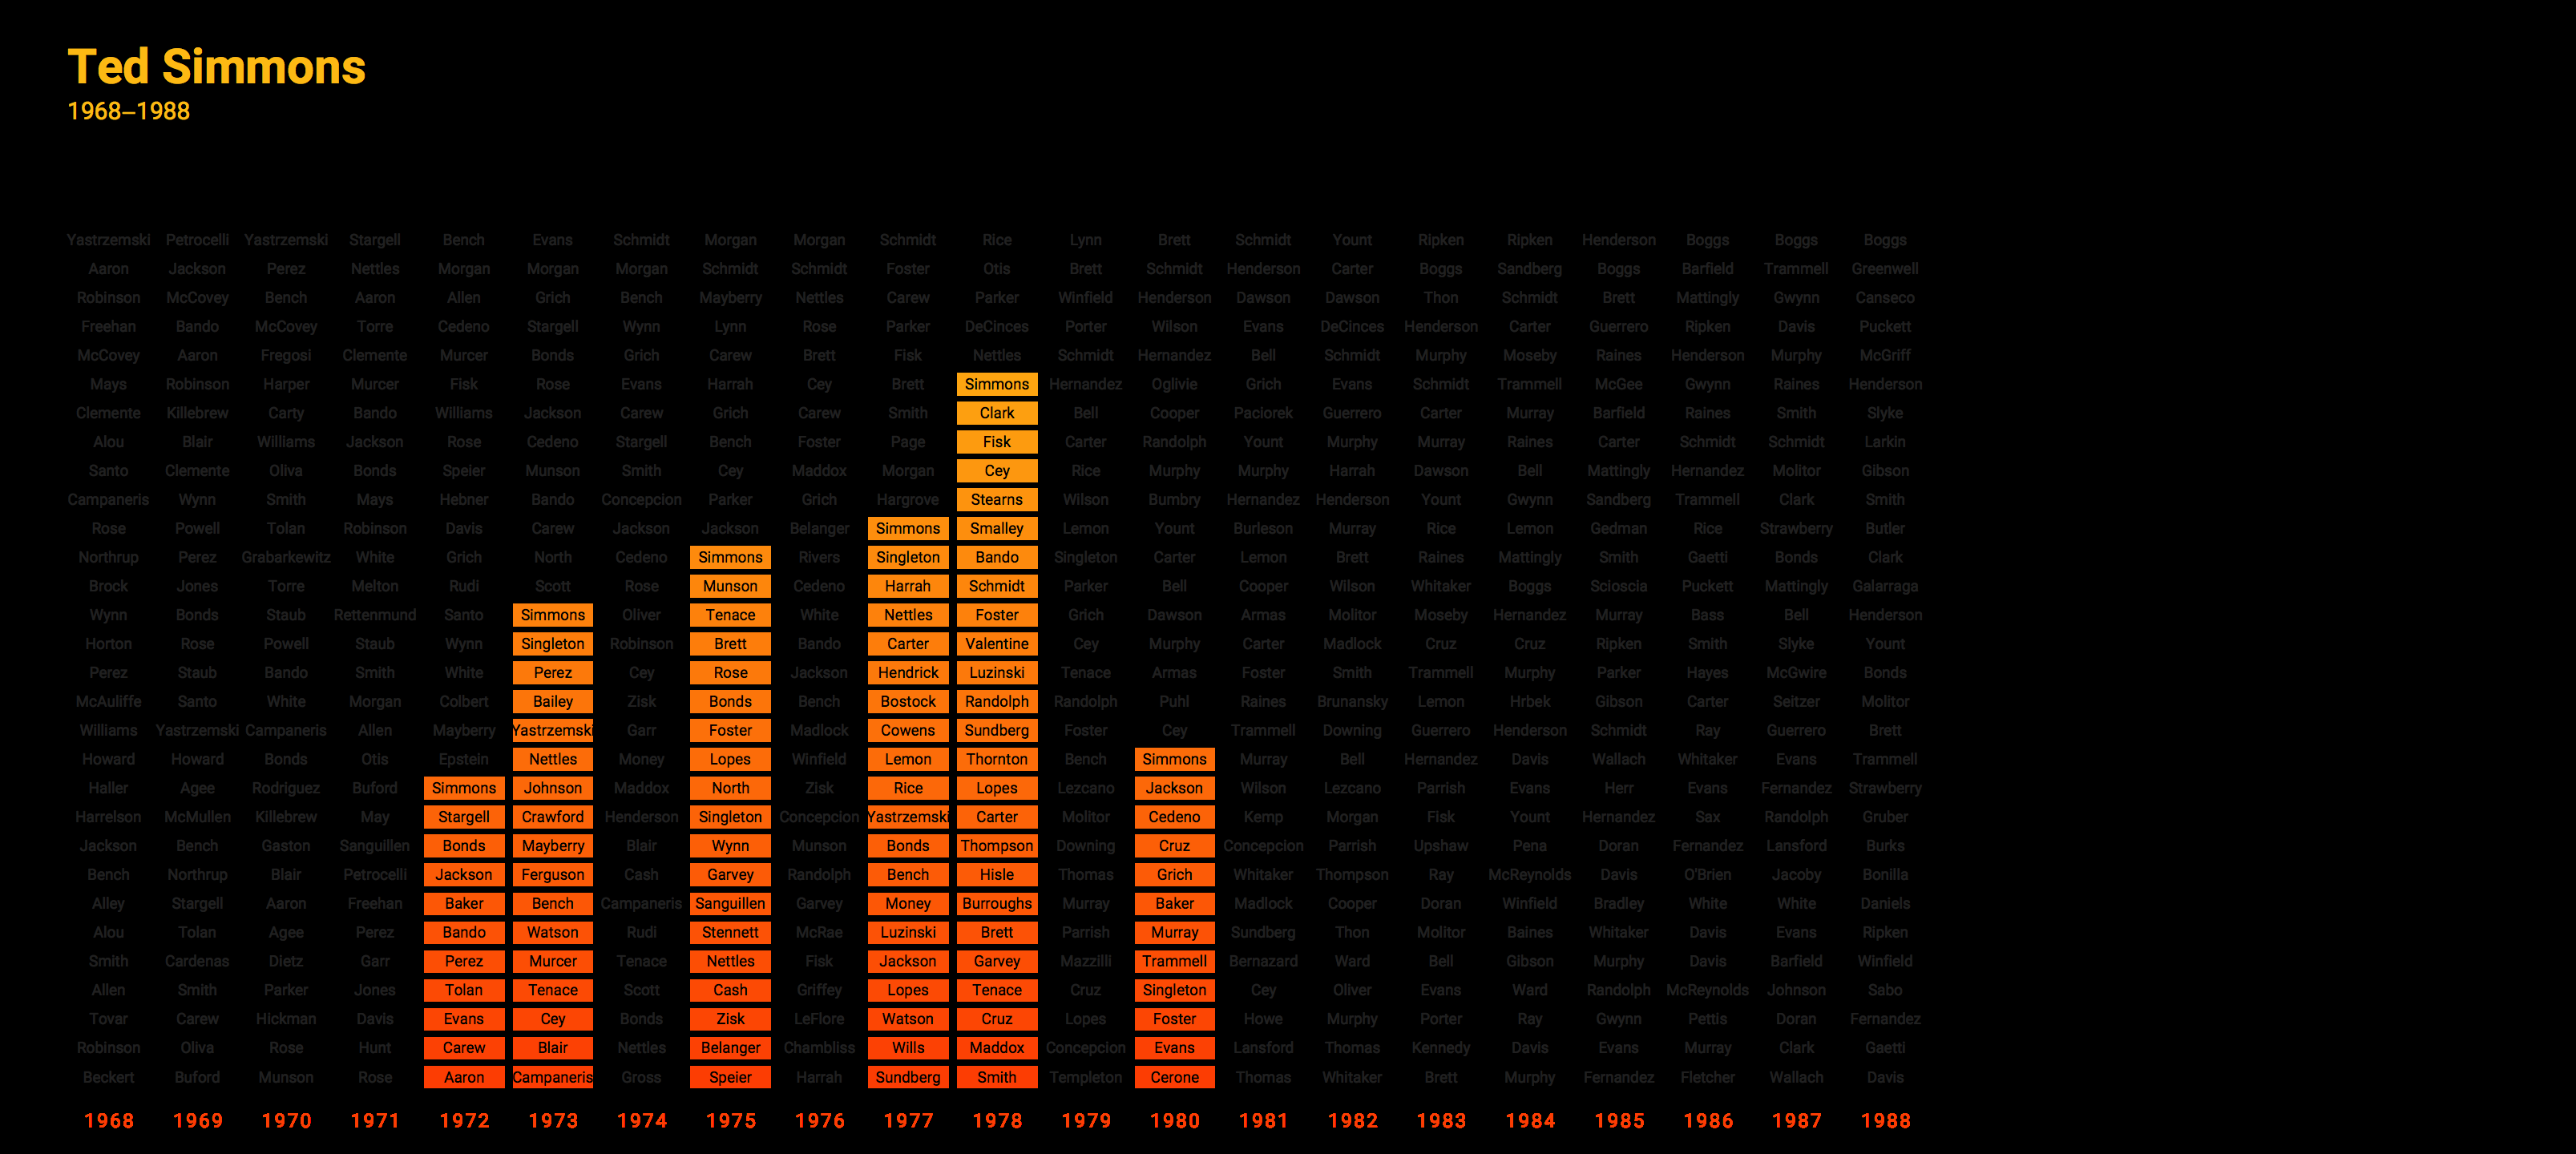 Ted Simmons
1968–1988
Yastrzemski Petrocelli Yastrzemski Stargell Bench Evans Schmidt Morgan Morgan Schmidt Rice Lynn Brett Schmidt Yount Ripken Ripken Henderson Boggs Boggs Boggs
Aaron Jackson Perez Nettles Morgan Morgan Morgan Schmidt Schmidt Foster Otis Brett Schmidt Henderson Carter Boggs Sandberg Boggs Barfield Trammell Greenwell
Robinson McCovey Bench Aaron Allen Grich Bench Mayberry Nettles Carew Parker Winfield Henderson Dawson Dawson Thon Schmidt Brett Mattingly Gwynn Canseco
Freehan Bando McCovey Torre Cedeno Stargell Wynn Lynn Rose Parker DeCinces Porter Wilson Evans DeCinces Henderson Carter Guerrero Ripken Davis Puckett
McCovey Aaron Fregosi Clemente Murcer Bonds Grich Carew Brett Fisk Nettles Schmidt Hernandez Bell Schmidt Murphy Moseby Raines Henderson Murphy McGriff
Mays Robinson Harper Murcer Fisk Rose Evans Harrah Cey Brett Simmons Hernandez Oglivie Grich Evans Schmidt Trammell McGee Gwynn Raines Henderson
Clemente Killebrew Carty Bando Williams Jackson Carew Grich Carew Smith Clark Bell Cooper Paciorek Guerrero Carter Murray Barfield Raines Smith Slyke
Alou Blair Williams Jackson Rose Cedeno Stargell Bench Foster Page Fisk Carter Randolph Yount Murphy Murray Raines Carter Schmidt Schmidt Larkin
Santo Clemente Oliva Bonds Speier Munson Smith Cey Maddox Morgan Cey Rice Murphy Murphy Harrah Dawson Bell Mattingly Hernandez Molitor Gibson
Campaneris Wynn Smith Mays Hebner Bando Concepcion Parker Grich Hargrove Stearns Wilson Bumbry Hernandez Henderson Yount Gwynn Sandberg Trammell Clark Smith
Rose Powell Tolan Robinson Davis Carew Jackson Jackson Belanger Simmons Smalley Lemon Yount Burleson Murray Rice Lemon Gedman Rice Strawberry Butler
Northrup Perez Grabarkewitz White Grich North Cedeno Simmons Rivers Singleton Bando Singleton Carter Lemon Brett Raines Mattingly Smith Gaetti Bonds Clark
Brock Jones Torre Melton Rudi Scott Rose Munson Cedeno Harrah Schmidt Parker Bell Cooper Wilson Whitaker Boggs Scioscia Puckett Mattingly Galarraga
Wynn Bonds Staub Rettenmund Santo Simmons Oliver Tenace White Nettles Foster Grich Dawson Armas Molitor Moseby Hernandez Murray Bass Bell Henderson
Horton Rose Powell Staub Wynn Singleton Robinson Brett Bando Carter Valentine Cey Murphy Carter Madlock Cruz Cruz Ripken Smith Slyke Yount
Perez Staub Bando Smith White Perez Cey Rose Jackson Hendrick Luzinski Tenace Armas Foster Smith Trammell Murphy Parker Hayes McGwire Bonds
McAuliffe Santo White Morgan Colbert Bailey Zisk Bonds Bench Bostock Randolph Randolph Puhl Raines Brunansky Lemon Hrbek Gibson Carter Seitzer Molitor
Williams Yastrzemski Campaneris Allen Mayberry Yastrzemski Garr Foster Madlock Cowens Sundberg Foster Cey Trammell Downing Guerrero Henderson Schmidt Ray Guerrero Brett
Howard Howard Bonds Otis Epstein Nettles Money Lopes Winfield Lemon Thornton Bench Simmons Murray Bell Hernandez Davis Wallach Whitaker Evans Trammell
Haller Agee Rodriguez Buford Simmons Johnson Maddox North Zisk Rice Lopes Lezcano Jackson Wilson Lezcano Parrish Evans Herr Evans Fernandez Strawberry
Harrelson McMullen Killebrew May Stargell Crawford Henderson Singleton Concepcion Yastrzemski Carter Molitor Cedeno Kemp Morgan Fisk Yount Hernandez Sax Randolph Gruber
Jackson Bench Gaston Sanguillen Bonds Mayberry Blair Wynn Munson Bonds Thompson Downing Cruz Concepcion Parrish Upshaw Pena Doran Fernandez Lansford Burks
Bench Northrup Blair Petrocelli Jackson Ferguson Cash Garvey Randolph Bench Hisle Thomas Grich Whitaker Thompson Ray McReynolds Davis O'Brien Jacoby Bonilla
Alley Stargell Aaron Freehan Baker Bench Campaneris Sanguillen Garvey Money Burroughs Murray Baker Madlock Cooper Doran Winfield Bradley White White Daniels
Alou Tolan Agee Perez Bando Watson Rudi Stennett McRae Luzinski Brett Parrish Murray Sundberg Thon Molitor Baines Whitaker Davis Evans Ripken
Smith Cardenas Dietz Garr Perez Murcer Tenace Nettles Fisk Jackson Garvey Mazzilli Trammell Bernazard Ward Bell Gibson Murphy Davis Barfield Winfield
Allen Smith Parker Jones Tolan Tenace Scott Cash Griffey Lopes Tenace Cruz Singleton Cey Oliver Evans Ward Randolph McReynolds Johnson Sabo
Tovar Carew Hickman Davis Evans Cey Bonds Zisk LeFlore Watson Cruz Lopes Foster Howe Murphy Porter Ray Gwynn Pettis Doran Fernandez
Robinson Oliva Rose Hunt Carew Blair Nettles Belanger Chambliss Wills Maddox Concepcion Evans Lansford Thomas Kennedy Davis Evans Murray Clark Gaetti
Beckert Buford Munson Rose Aaron Campaneris Gross Speier Harrah Sundberg Smith Templeton Cerone Thomas Whitaker Brett Murphy Fernandez Fletcher Wallach Davis
1968 1969 1970 1971 1972 1973 1974 1975 1976 1977 1978 1979 1980 1981 1982 1983 1984 1985 1986 1987 1988